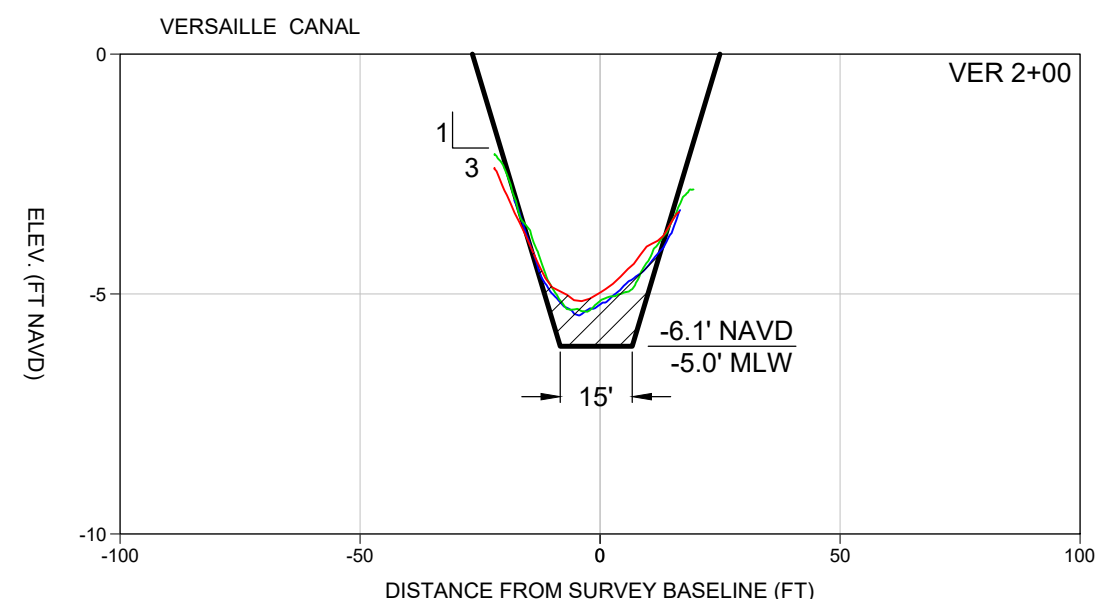 VERSAILLE CANAL
VER 2+00
0
1
3
ELEV. (FT NAVD)
-5
-6.1' NAVD
-5.0' MLW
15'
-10
-100
-50
0
50
100
DISTANCE FROM SURVEY BASELINE (FT)